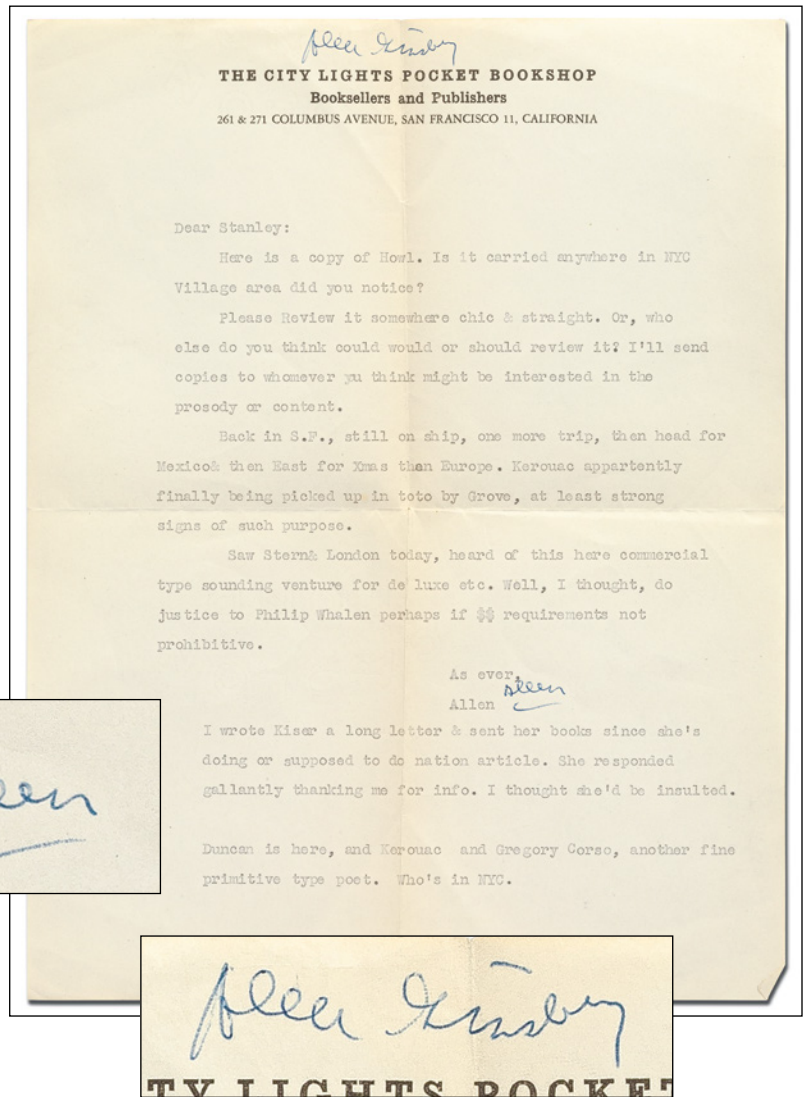 Allen Ginsberg
THE CITY LIGHTS POCKET BOOKSHOP
Booksellers and Publishers
261 & 271 COLUMBUS AVENUE, SAN FRANCISCO 11, CALIFORNIA
Dear Stanley:
Here is a copy of Howl. Is it carried anywhere in NYC
Village area did you notice?
Please Review it somewhere chic & straight. Or, who
else do you think could would or should review it? I'll send
copies to whomever yu think might be interested in the
prosody or content.
Back in S.F., still on ship, one more trip, then head for
Mexico& then East for Xmas then Europe. Kerouac appartently
finally being picked up in toto by Grove, at least strong
signs of such purpose.
Saw Stern& London today, heard of this here commercial
type sounding venture for de luxe etc. Well, I thought, do
justice to Philip Whalen perhaps if $$ requirements not
prohibitive.
As ever,
Allen Allen
I wrote Kiser a long letter & sent her books since she's
doing or supposed to do nation article. She responded
gallantly thanking me for info. I thought she'd be insulted.
Duncan is here, and Kerouac and Gregory Corso, another fine
primitive type poet. Who's in NYC.
een
Allen Ginsberg
TY LIGHTS POCKET